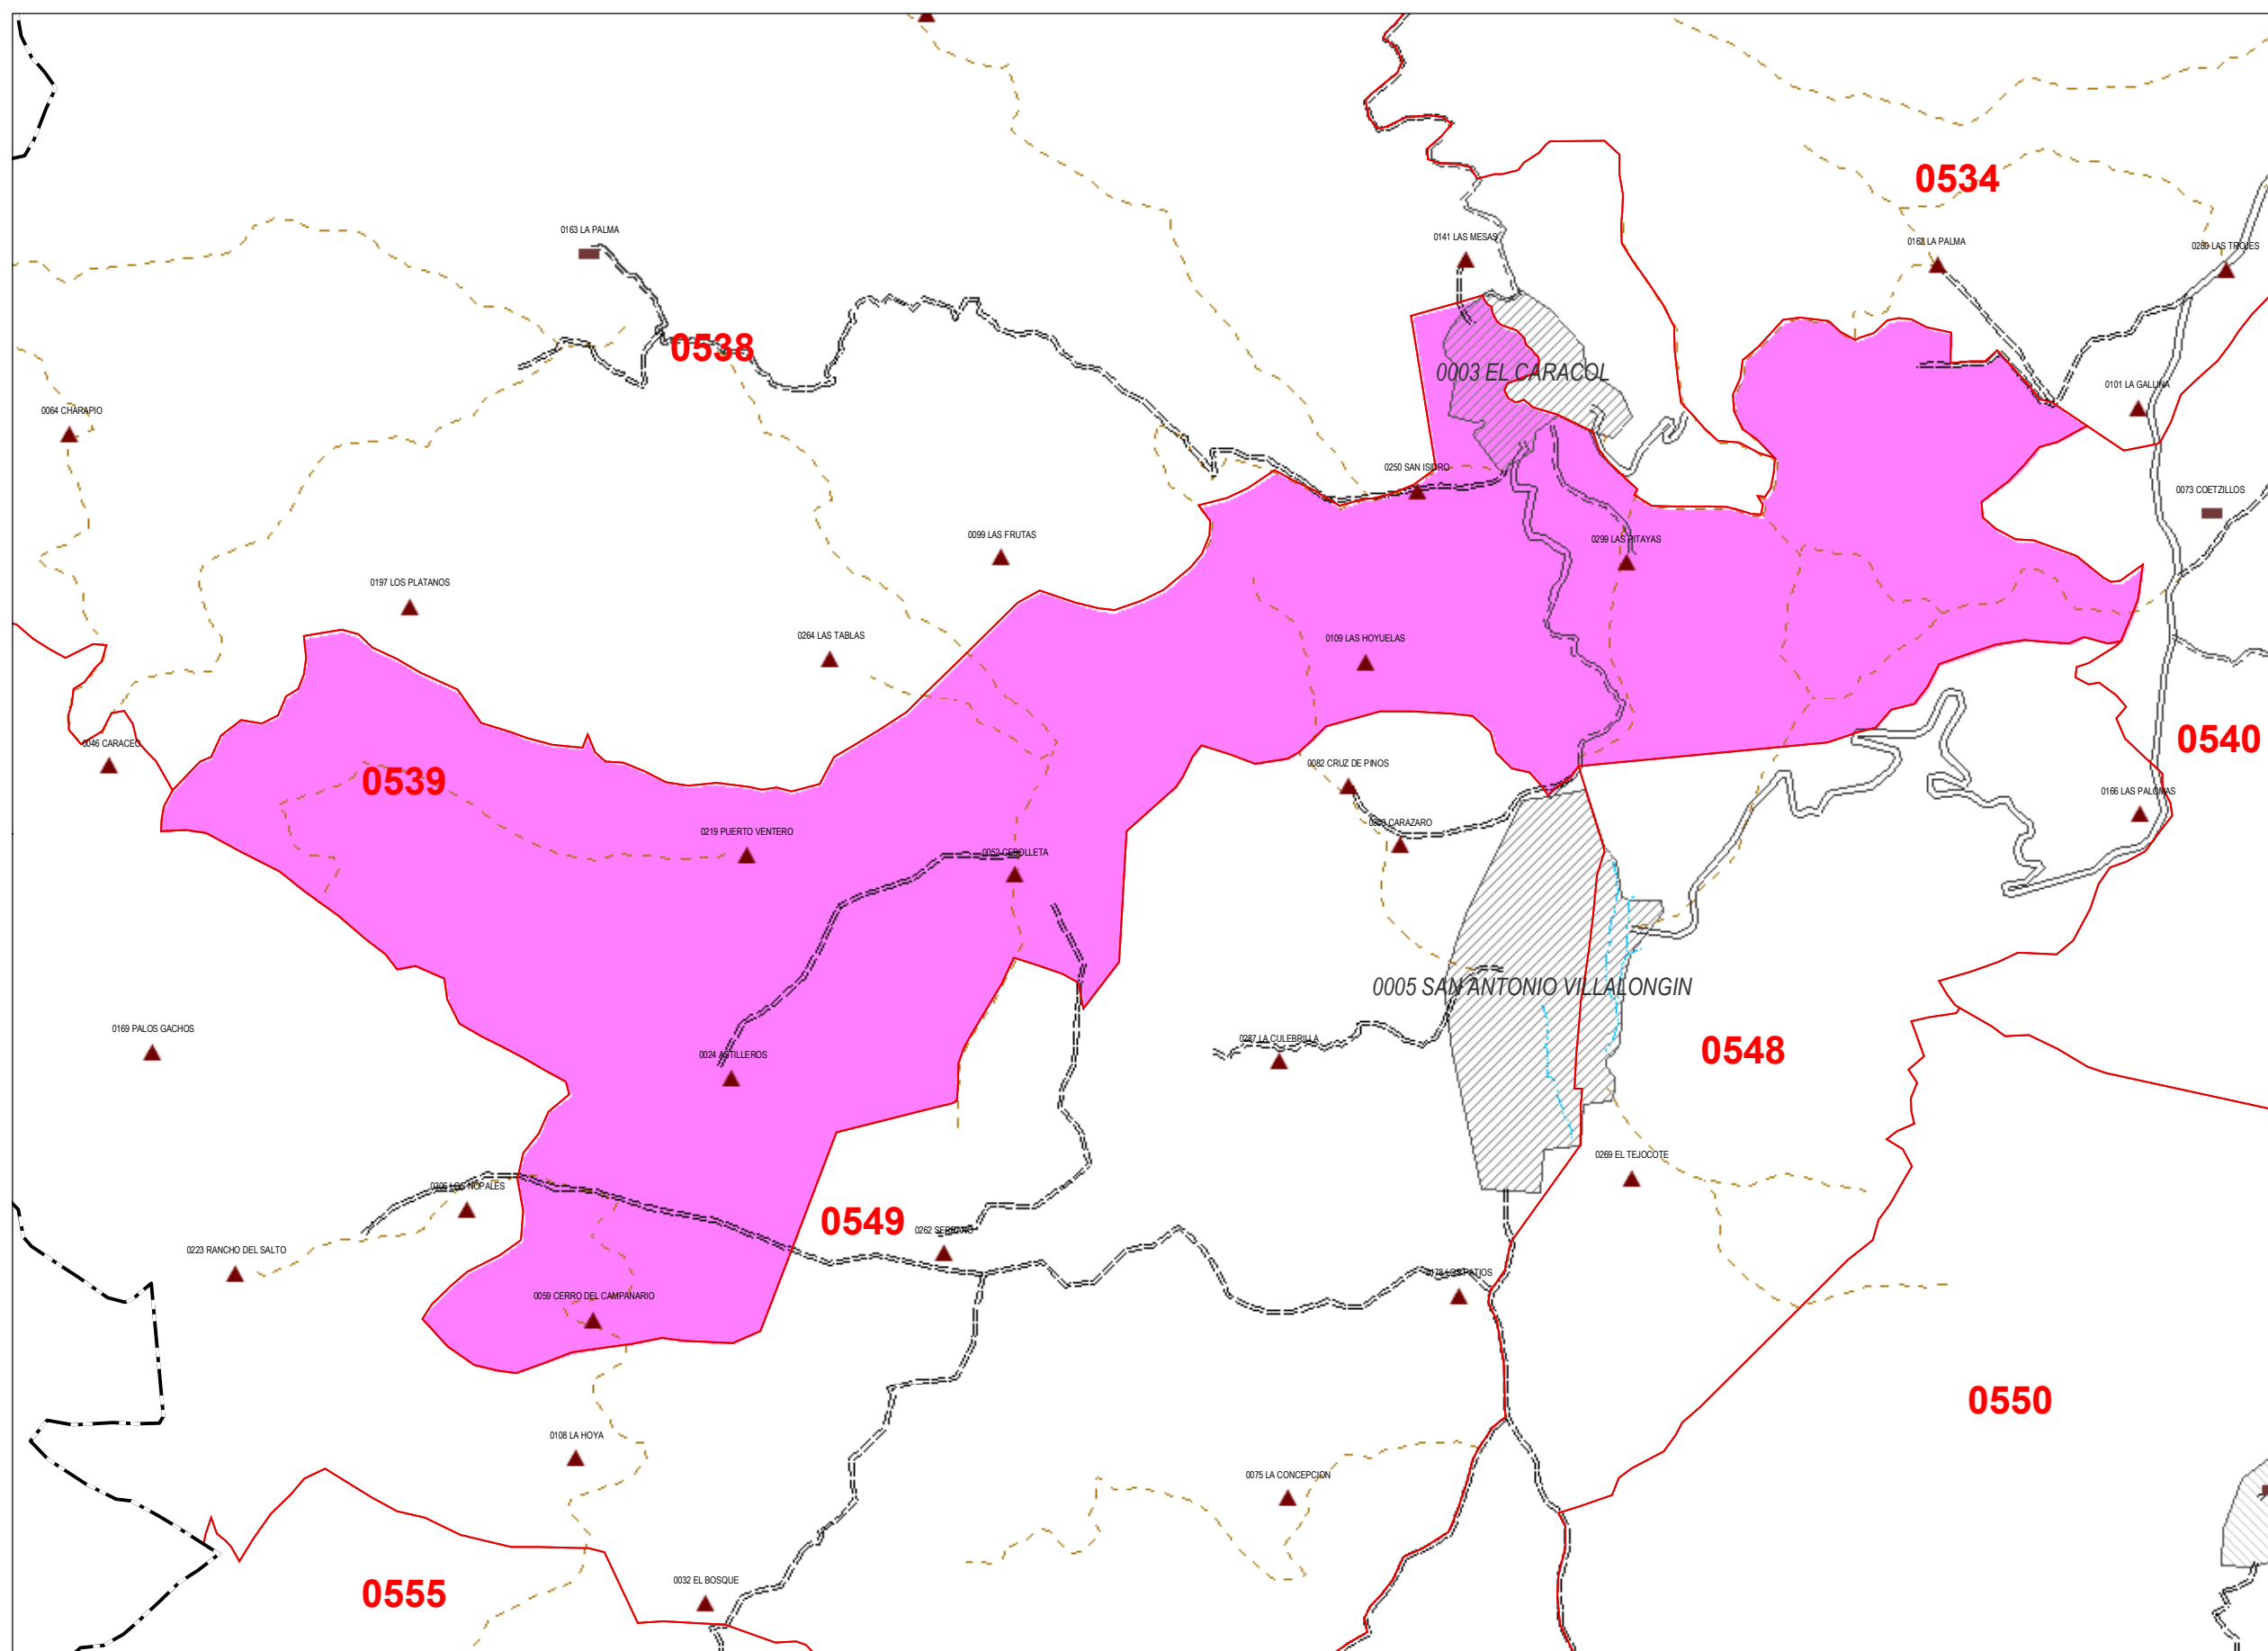 0534
0163 LA PALMA
0141 LAS MESAS
0162 LA PALMA
0280 LAS TROJES
0538
0003 EL CARACOL
0101 LA GALLINA
0064 CHARAPIO
0250 SAN ISIDRO
0073 COETZILLOS
0099 LAS FRUTAS
0299 LAS PITAYAS
0197 LOS PLATANOS
0264 LAS TABLAS
0109 LAS HOYUELAS
0046 CARACEO
0540
0539
0082 CRUZ DE PINOS
0166 LAS PALOMAS
0303 CARAZARO
0219 PUERTO VENTERO
0052 CEBOLLETA
0005 SAN ANTONIO VILLALONGIN
0169 PALOS GACHOS
0287 LA CULEBRILLA
0548
0024 ASTILLEROS
0269 EL TEJOCOTE
0306 LOS NOPALES
0549
0262 SERRANO
0223 RANCHO DEL SALTO
0178 LOS PATIOS
0059 CERRO DEL CAMPANARIO
0550
0108 LA HOYA
0075 LA CONCEPCION
0555
0032 EL BOSQUE